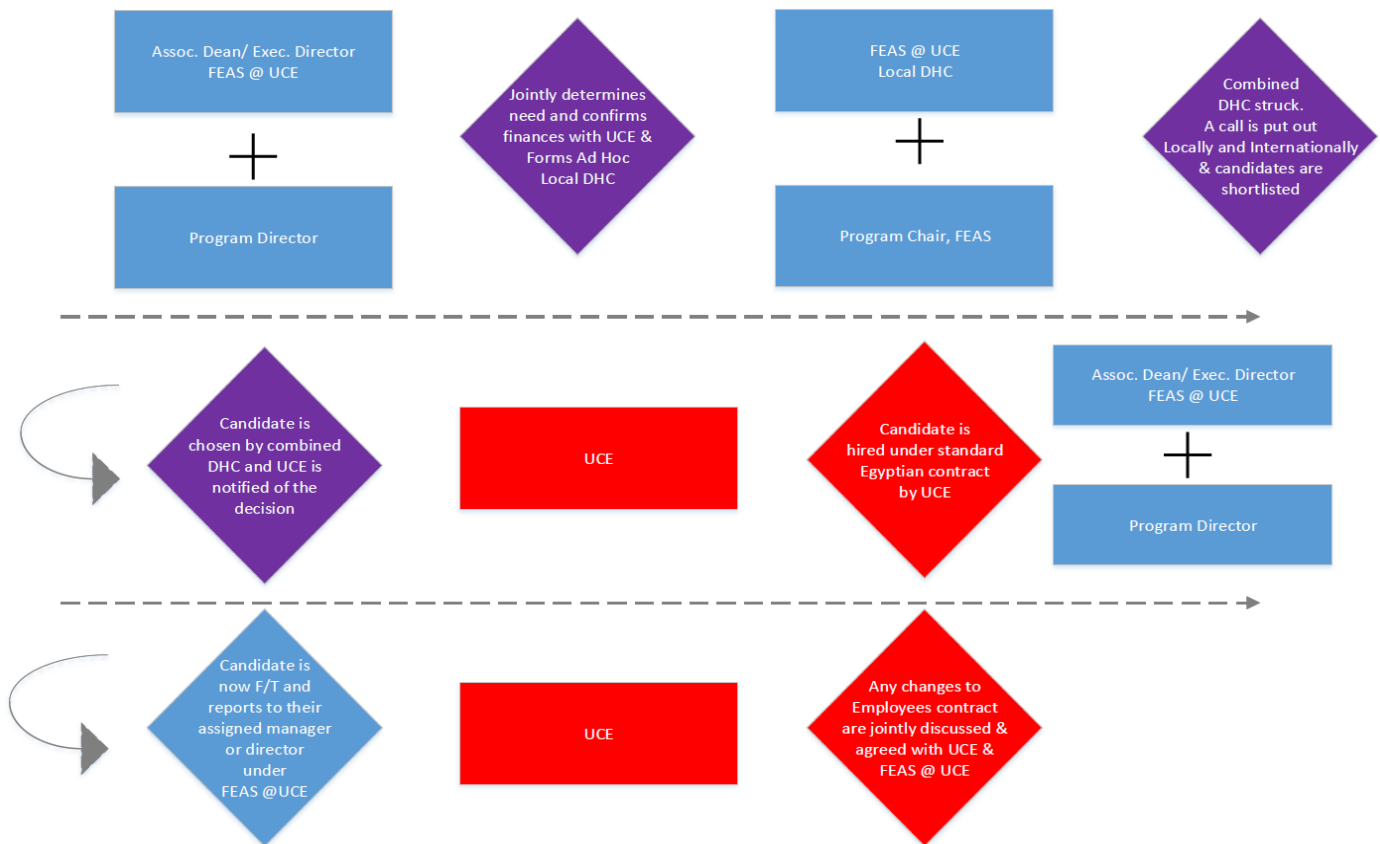 Assoc. Dean/ Exec. Director
FEAS @ UCE
Program Director
Jointly determines
need and confirms
finances with UCE &
Forms Ad Hoc
Local DHC
FEAS @ UCE
Local DHC
Program Chair, FEAS
Combined
DHC struck.
A call is put out
Locally and Internationally
& candidates are
shortlisted
Candidate is
chosen by combined
DHC and UCE is
notified of the
decision
UCE
Candidate is
hired under standard
Egyptian contract
by UCE
Assoc. Dean/ Exec. Director
FEAS @ UCE
Program Director
Candidate is
now F/T and
reports to their
assigned manager
or director
under
FEAS @UCE
UCE
Any changes to
Employees contract
are jointly discussed &
agreed with UCE &
FEAS @ UCE